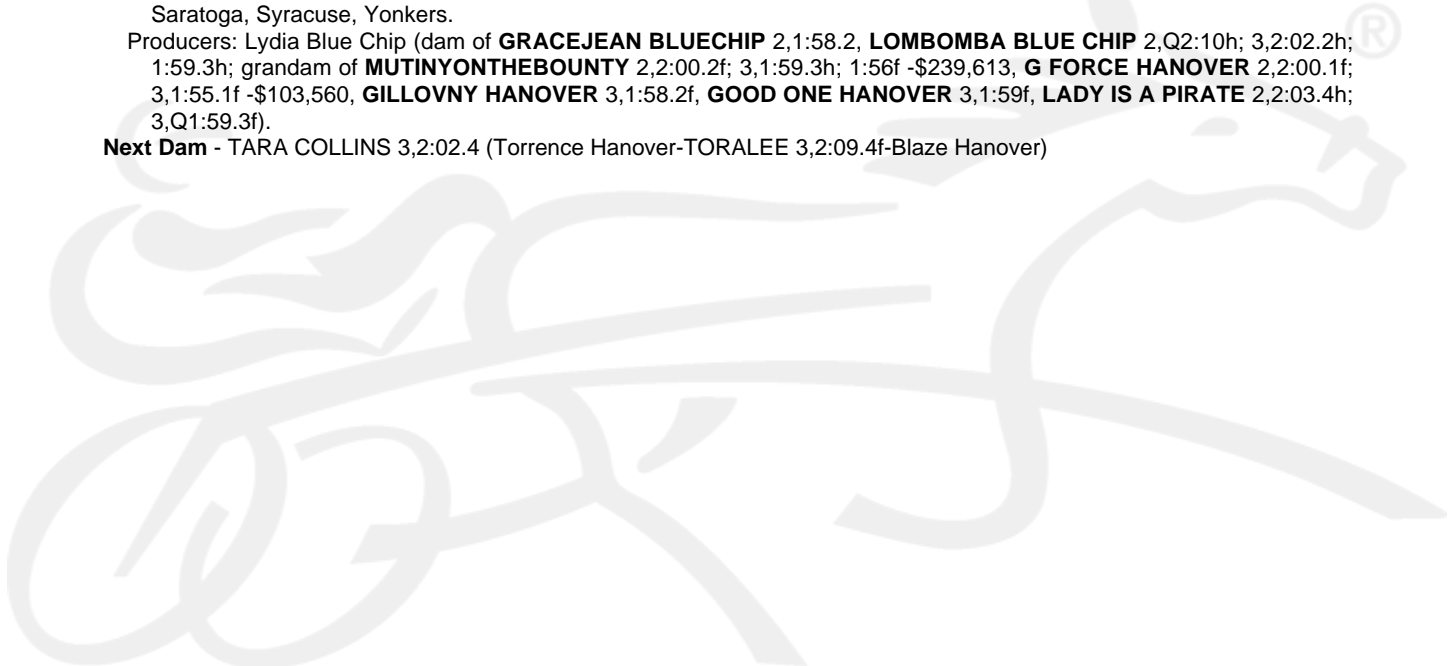 Saratoga, Syracuse, Yonkers.
Producers: Lydia Blue Chip (dam of GRACEJEAN BLUECHIP 2,1:58.2, LOMBOMBA BLUE CHIP 2,Q2:10h; 3,2:02.2h;
1:59.3h; grandam of MUTINYONTHEBOUNTY 2,2:00.2f; 3,1:59.3h; 1:56f -$239,613, G FORCE HANOVER 2,2:00.1f;
3,1:55.1f -$103,560, GILLOVNY HANOVER 3,1:58.2f, GOOD ONE HANOVER 3,1:59f, LADY IS A PIRATE 2,2:03.4h;
3,Q1:59.3f).
Next Dam - TARA COLLINS 3,2:02.4 (Torrence Hanover-TORALEE 3,2:09.4f-Blaze Hanover)
®